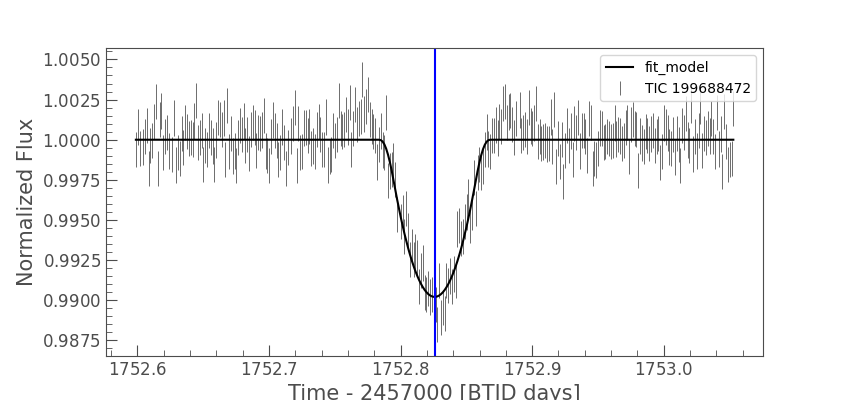 1.0050
1.0025
1.0000
0.9975
0.9950
0.9925
0.9900
0.9875
Normalized Flux
fit_model
TIC 199688472
1752.6 1752.7 1752.8 1752.9 1753.0
Time - 2457000 [BTJD days]